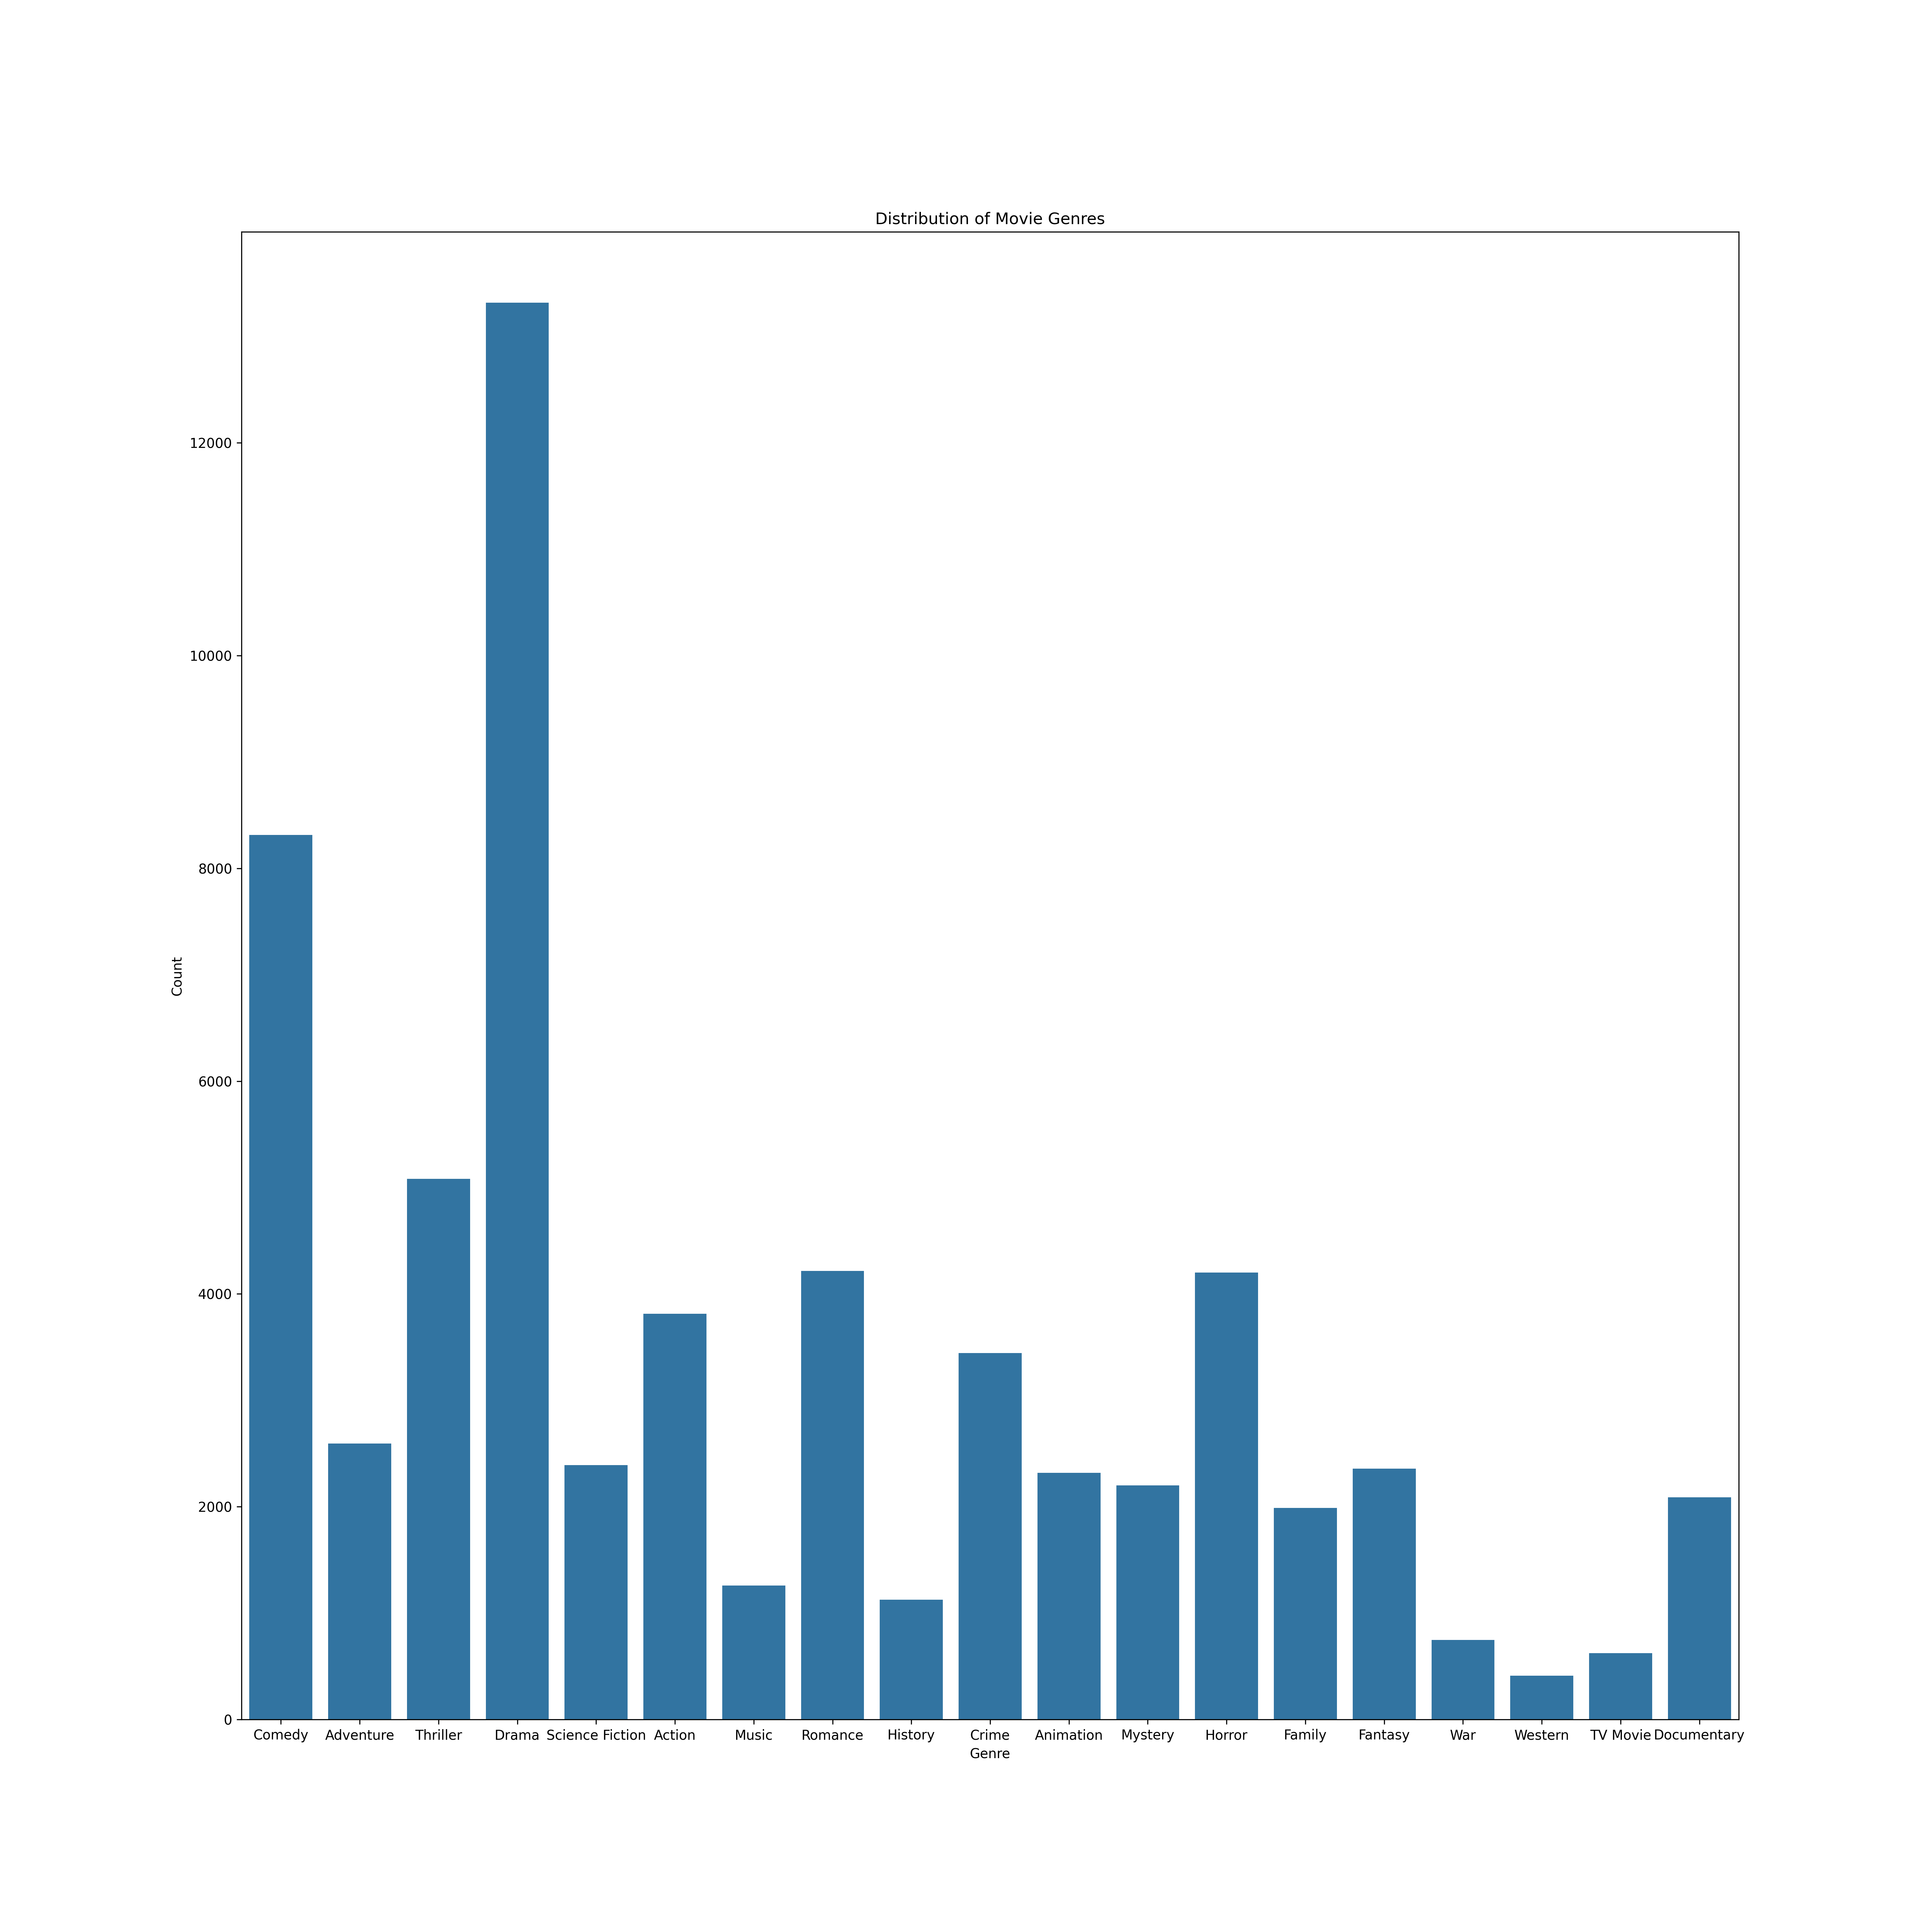 Distribution of Movie Genres
12000
10000
8000
6000
4000
2000
0
Count
Comedy Adventure Thriller Drama Science Fiction Action Music Romance History Crime Animation Mystery Horror Family Fantasy War Western TV Movie Documentary
Genre